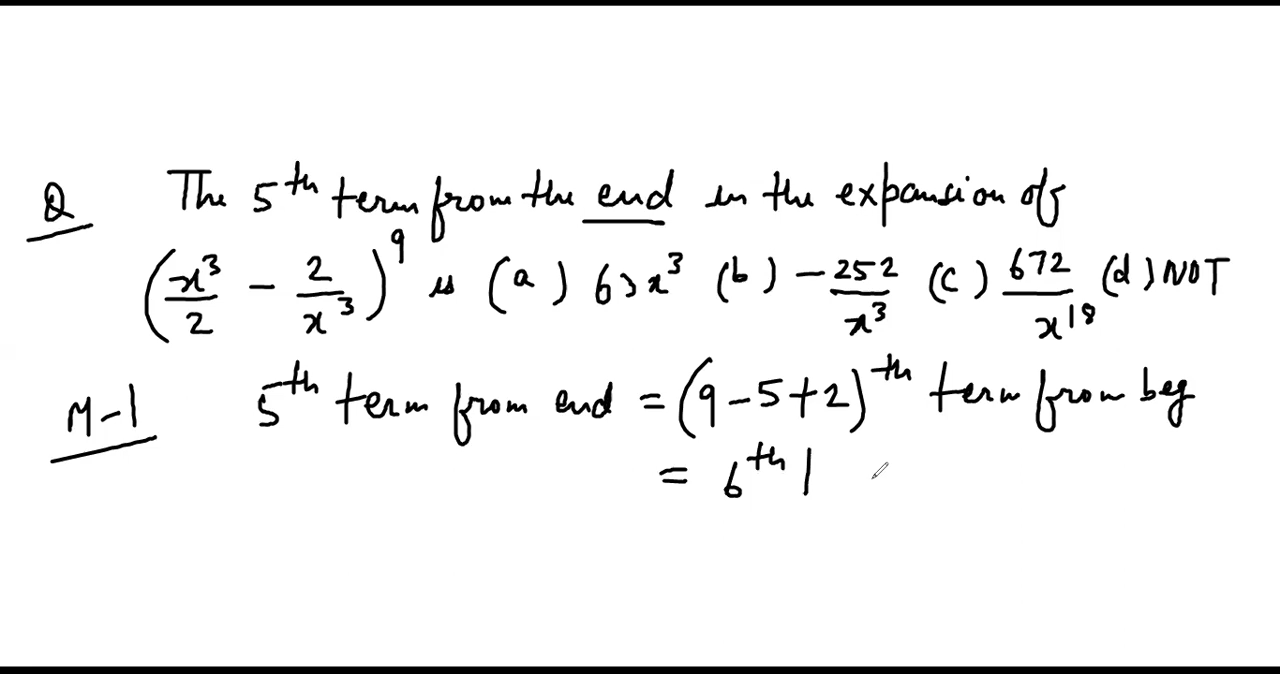 Q The 5th term from the end in the expansion of
(x³/2 - 2/x³)⁹ is (a) 63x³ (b) -252/x³ (c) 672/x¹⁸ (d) NOT
M-1 5th term from end = (9-5+2)th term from beg
= 6th |